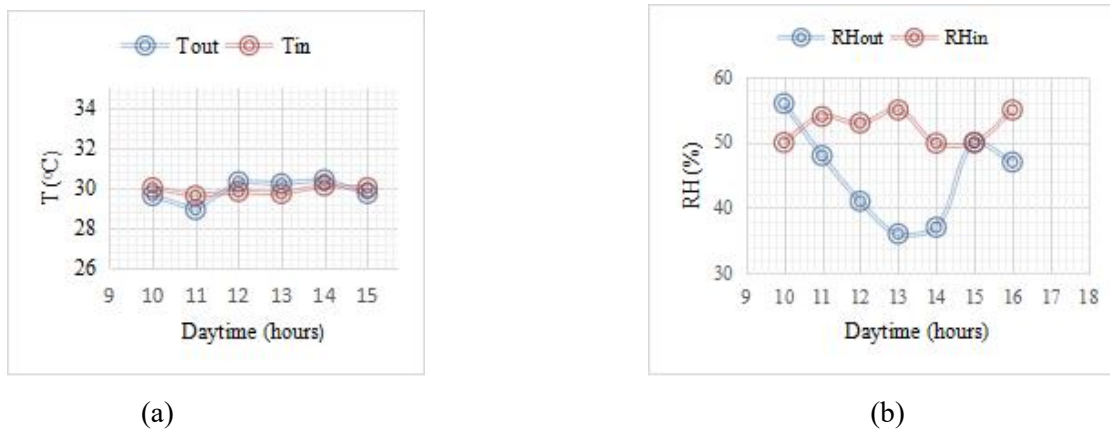 Tout Tin
34
32
30
28
26
T (°C)
9 10 11 12 13 14 15
Daytime (hours)
(a)
RHout RHin
60
50
40
30
RH (%)
9 10 11 12 13 14 15 16 17 18
Daytime (hours)
(b)